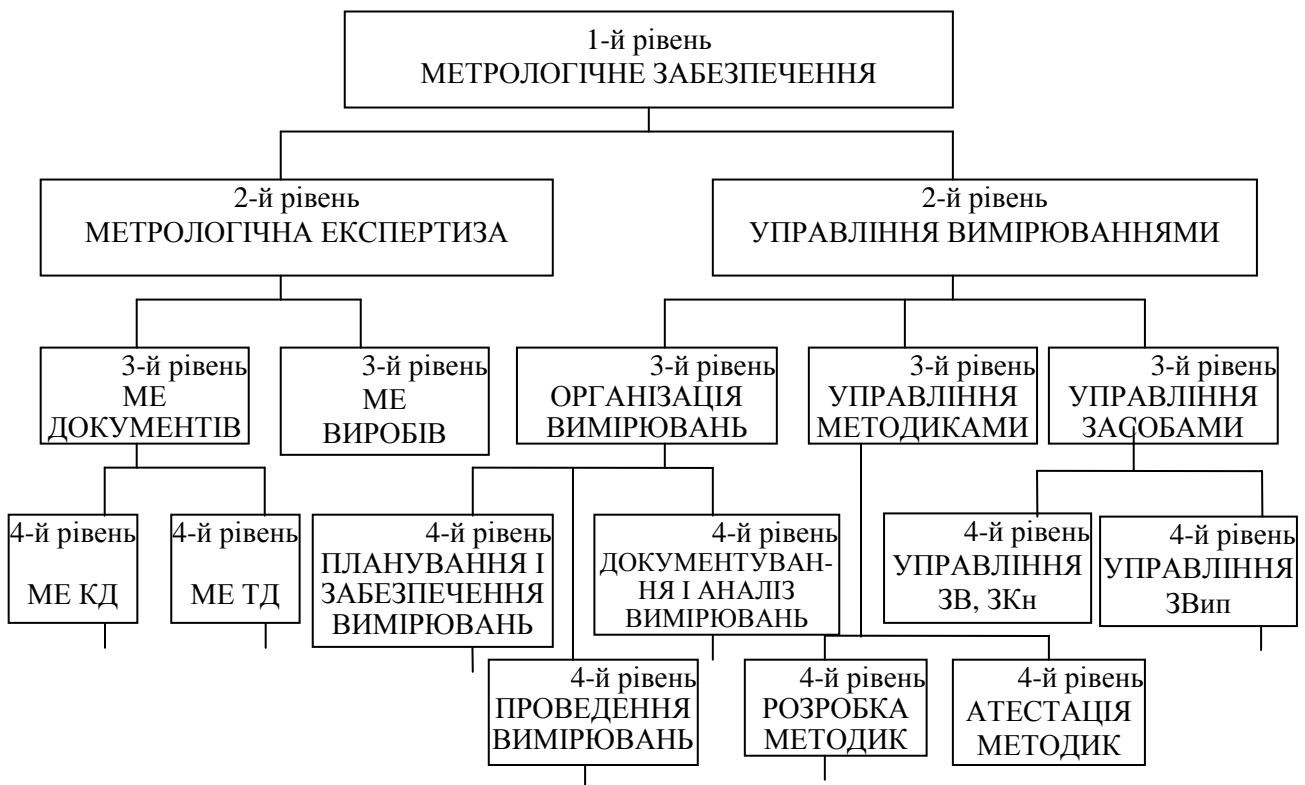 1-й рівень
МЕТРОЛОГІЧНЕ ЗАБЕЗПЕЧЕННЯ
2-й рівень
МЕТРОЛОГІЧНА ЕКСПЕРТИЗА
2-й рівень
УПРАВЛІННЯ ВИМІРЮВАННЯМИ
3-й рівень
МЕ
ДОКУМЕНТІВ
3-й рівень
МЕ
ВИРОБІВ
3-й рівень
ОРГАНІЗАЦІЯ
ВИМІРЮВАНЬ
3-й рівень
УПРАВЛІННЯ
МЕТОДИКАМИ
3-й рівень
УПРАВЛІННЯ
ЗАСОБАМИ
4-й рівень
МЕ КД
4-й рівень
МЕ ТД
4-й рівень
ПЛАНУВАННЯ І
ЗАБЕЗПЕЧЕННЯ
ВИМІРЮВАНЬ
4-й рівень
ДОКУМЕНТУВАН-
НЯ І АНАЛІЗ
ВИМІРЮВАНЬ
4-й рівень
УПРАВЛІННЯ
ЗВ, ЗКн
4-й рівень
УПРАВЛІННЯ
ЗВип
4-й рівень
ПРОВЕДЕННЯ
ВИМІРЮВАНЬ
4-й рівень
РОЗРОБКА
МЕТОДИК
4-й рівень
АТЕСТАЦІЯ
МЕТОДИК